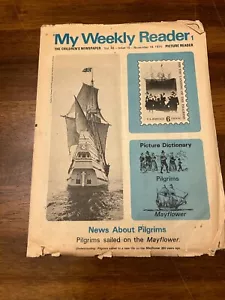 My Weekly Reader 1
THE CHILDREN'S NEWSPAPER
PICTURE READER
U.S. POSTAGE 6 CENTS
Picture Dictionary
Pilgrims
Mayflower
News About Pilgrims
Pilgrims sailed on the Mayflower.